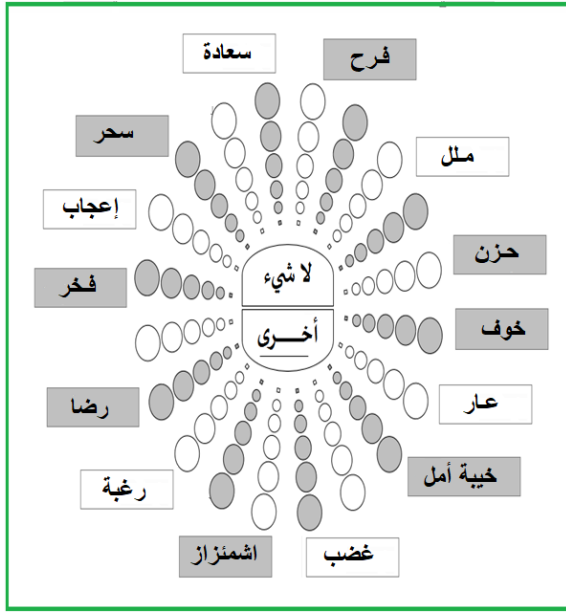 سعادة
فرح
سحر
ملل
إعجاب
حزن
لا شيء
فخر
خوف
أخرى
رضا
عار
رغبة
خيبة أمل
اشمئزاز
غضب